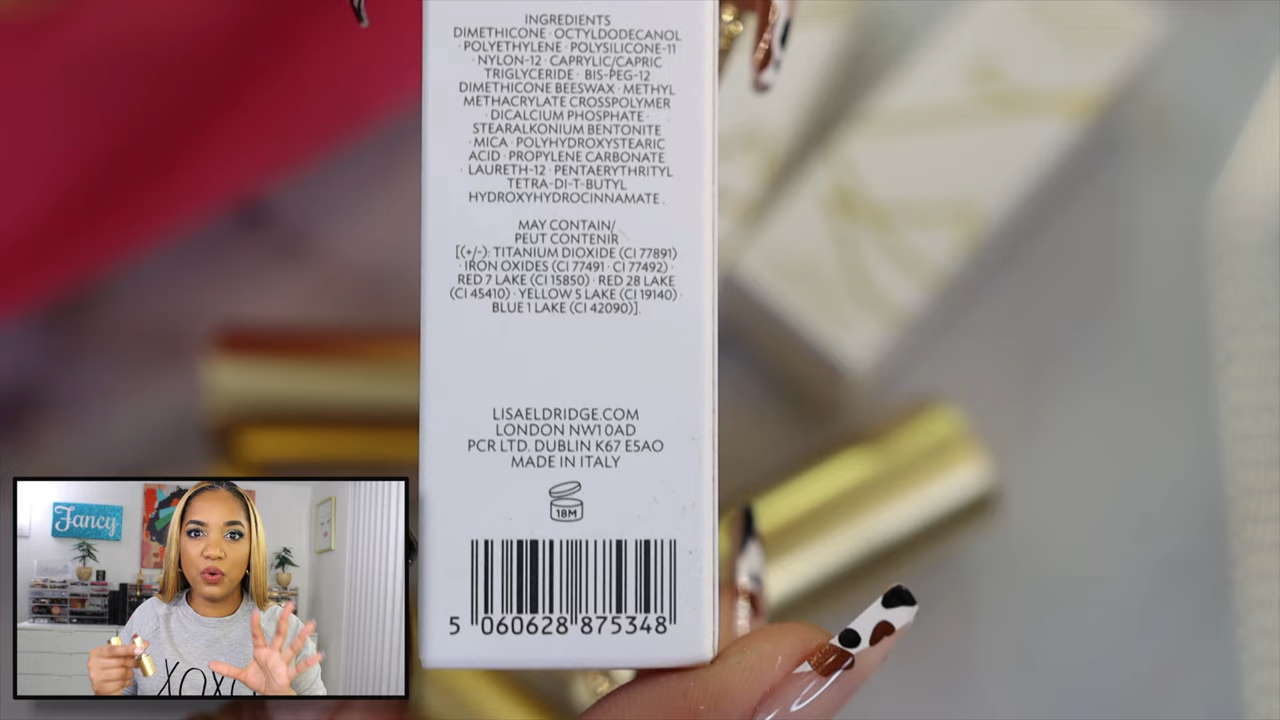 INGREDIENTS
DIMETHICONE · OCTYLDODECANOL
· POLYETHYLENE · POLYSILICONE-11
· NYLON-12 · CAPRYLIC/CAPRIC
TRIGLYCERIDE · BIS-PEG-12
DIMETHICONE BEESWAX · METHYL
METHACRYLATE CROSSPOLYMER
· DICALCIUM PHOSPHATE ·
STEARALKONIUM BENTONITE
· MICA · POLYHYDROXYSTEARIC
ACID · PROPYLENE CARBONATE
· LAURETH-12 · PENTAERYTHRITYL
TETRA-DI-T-BUTYL
HYDROXYHYDROCINNAMATE .
MAY CONTAIN/
PEUT CONTENIR
[(+/-): TITANIUM DIOXIDE (CI 77891)
· IRON OXIDES (CI 77491 · CI 77492) ·
RED 7 LAKE (CI 15850) · RED 28 LAKE
(CI 45410) · YELLOW 5 LAKE (CI 19140) ·
BLUE 1 LAKE (CI 42090)].
LISAELDRIDGE.COM
LONDON NW1 0AD
PCR LTD. DUBLIN K67 E5A0
MADE IN ITALY
18M
5 060628 875348
Fancy
XOXO